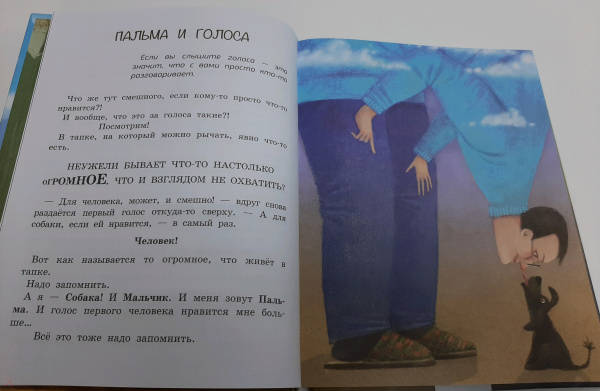 ПАЛЬМА И ГОЛОСА
Если вы слышите голоса — это
значит, что с вами просто кто-то
разговаривает.
Что же тут смешного, если кому-то просто что-то
нравится?!
И вообще, что это за голоса такие?!
Посмотрим!
В тапке, на который можно рычать, явно что-то
есть.
НЕУЖЕЛИ БЫВАЕТ ЧТО-ТО НАСТОЛЬКО
оГРОМНОЕ, ЧТО И ВЗГЛЯДОМ НЕ ОХВАТИТЬ?
— Для человека, может, и смешно! — вдруг снова
раздаётся первый голос откуда-то сверху. — А для
собаки, если ей нравится, — в самый раз.
Человек!
Вот как называется то огромное, что живёт в
тапке.
Надо запомнить.
А я — Собака! И Мальчик. И меня зовут Паль-
ма. И голос первого человека нравится мне боль-
ше...
Всё это тоже надо запомнить.